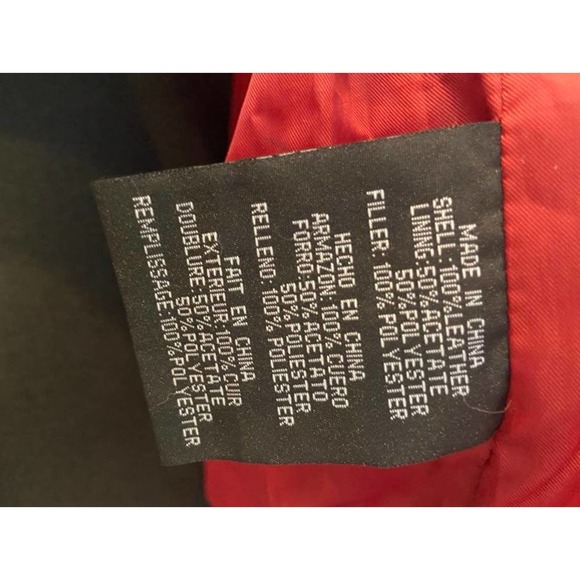 MADE IN CHINA
SHELL: 100% LEATHER
LINING: 50% ACETATE
50% POLYESTER
FILLER: 100% POLYESTER
HECHO EN CHINA
ARMAZON: 100% CUERO
FORRO: 50% ACETATO
50% POLIESTER
RELLENO: 100% POLIESTER
FAIT EN CHINA
EXTERIEUR: 100% CUIR
DOUBLURE: 50% ACETATE
50% POLYESTER
REMPLISSAGE: 100% POLYESTER